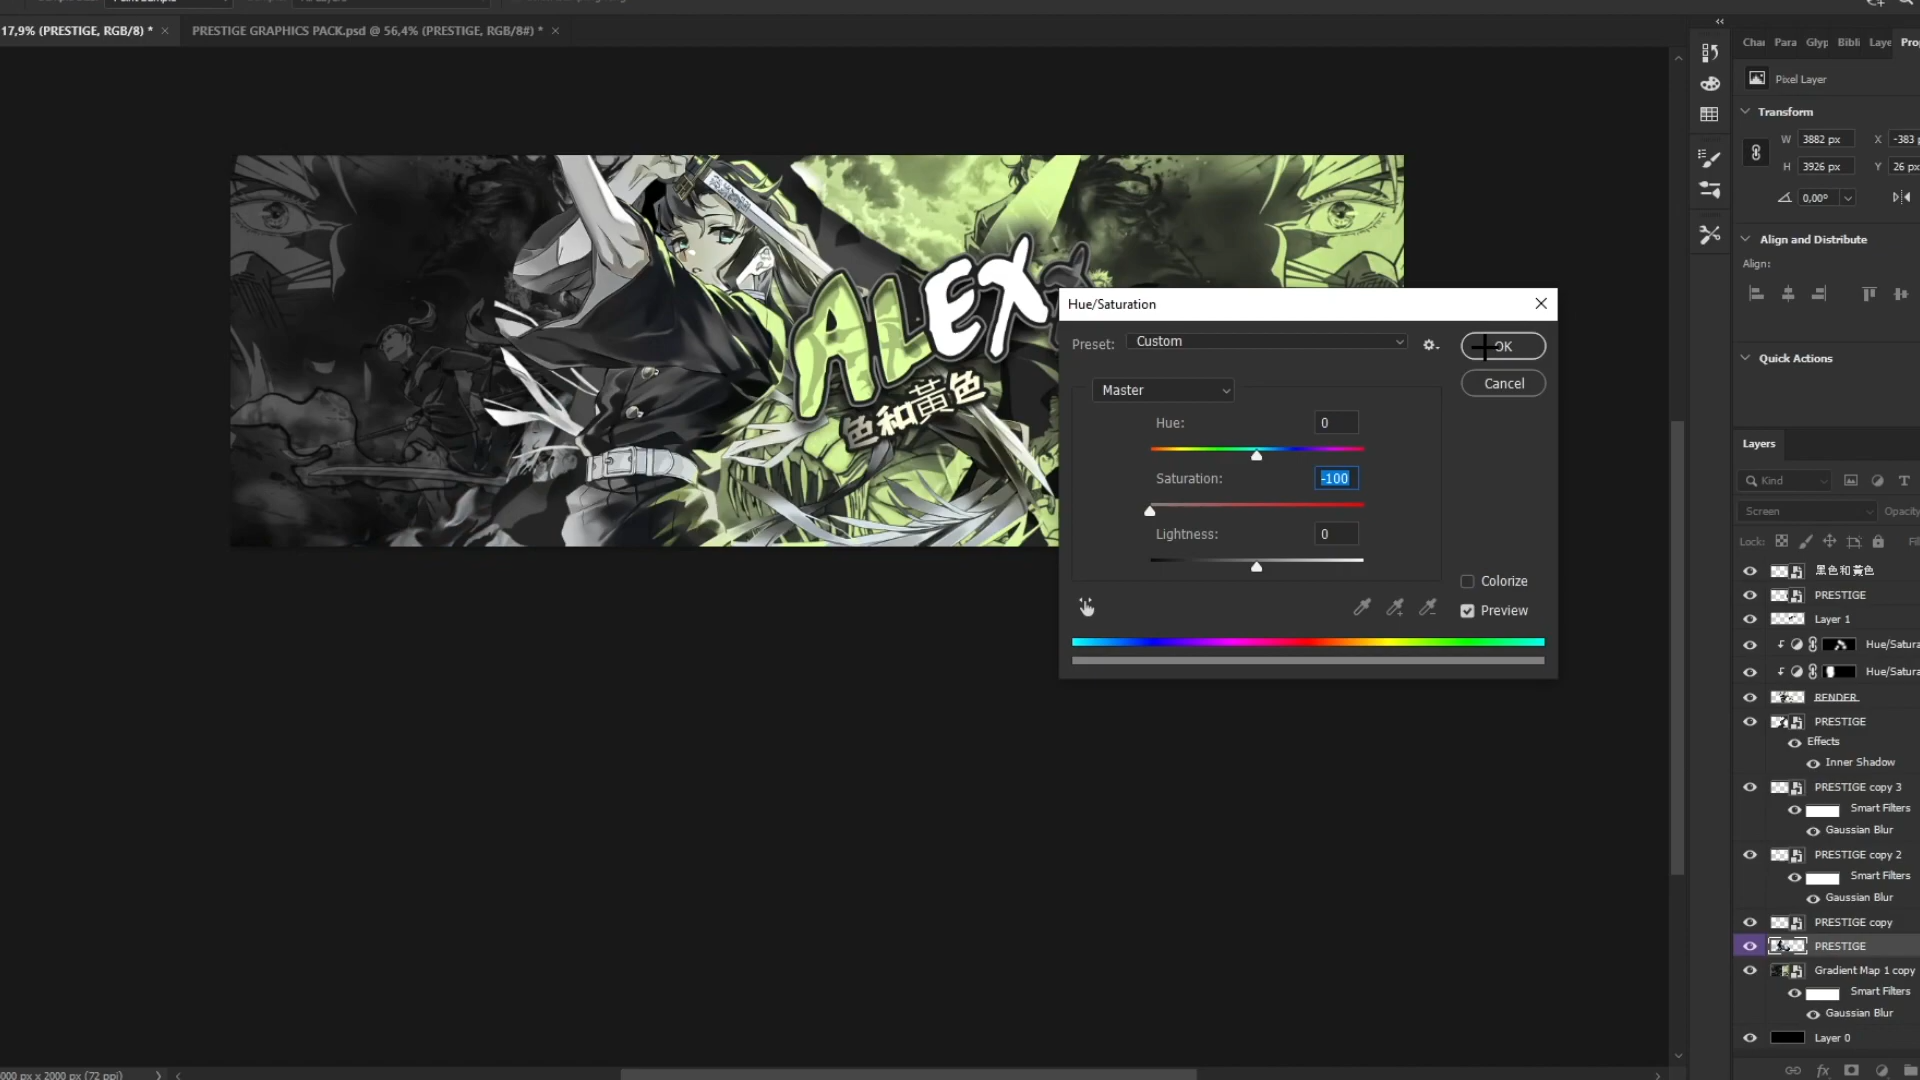 17,9% (PRESTIGE, RGB/8) *
PRESTIGE GRAPHICS PACK.psd @ 56,4% (PRESTIGE, RGB/8#) *
Char Para Glyp Bibli Laye Pro
Pixel Layer
Transform
W 3882 px X -383 p
H 3926 px Y 26 px
0,00°
Align and Distribute
Align:
Quick Actions
ALEX
色和黃色
Hue/Saturation
Preset: Custom
OK
Cancel
Master
Hue: 0
Saturation: -100
Lightness: 0
Colorize
Preview
Layers
Kind
Screen Opacity
Lock: Fil
黑色和黃色
PRESTIGE
Layer 1
Hue/Satura
Hue/Satura
RENDER
PRESTIGE
Effects
Inner Shadow
PRESTIGE copy 3
Smart Filters
Gaussian Blur
PRESTIGE copy 2
Smart Filters
Gaussian Blur
PRESTIGE copy
PRESTIGE
Gradient Map 1 copy
Smart Filters
Gaussian Blur
Layer 0
000 px x 2000 px (72 ppi)